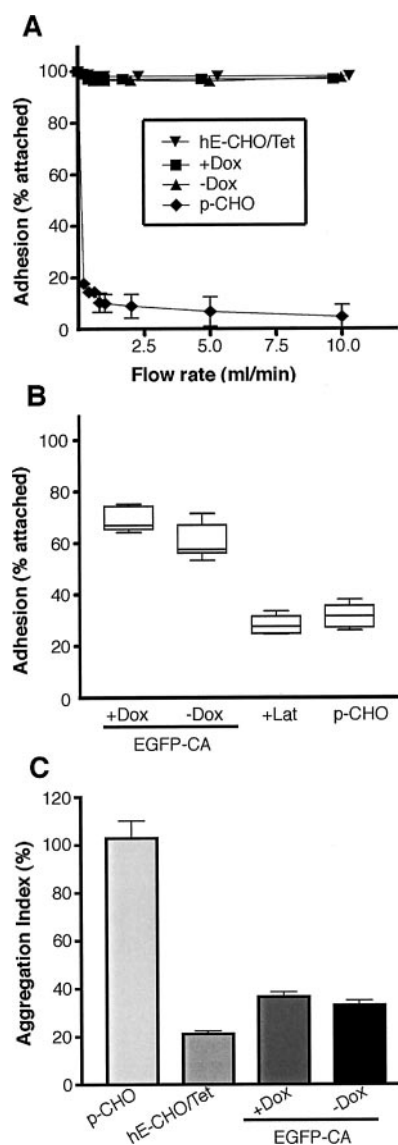 A
Adhesion (% attached)
100
80
60
40
20
0
hE-CHO/Tet
+Dox
-Dox
p-CHO
2.5 5.0 7.5 10.0
Flow rate (ml/min)
B
Adhesion (% attached)
100
80
60
40
20
0
+Dox -Dox +Lat p-CHO
EGFP-CA
C
Aggregation Index (%)
120
100
80
60
40
20
0
p-CHO hE-CHO/Tet +Dox -Dox
EGFP-CA